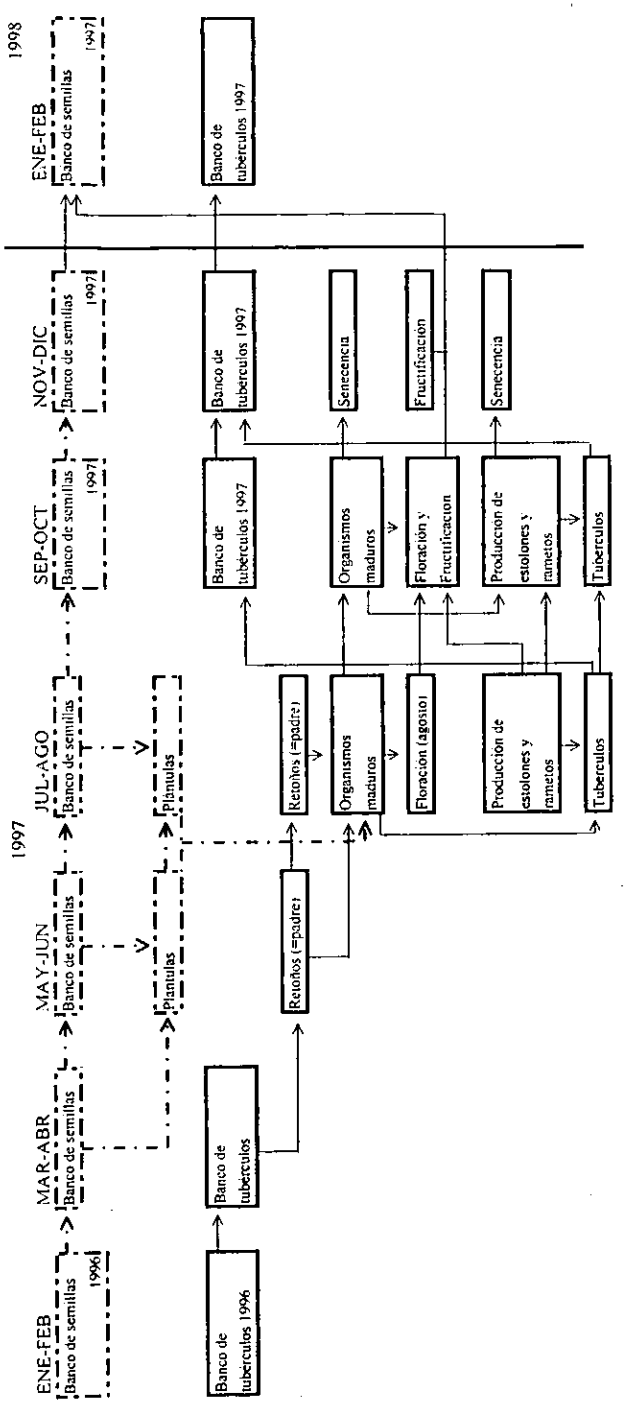 1997
1998
ENE-FEB
MAR-ABR
MAY-JUN
JUL-AGO
SEP-OCT
NOV-DIC
ENE-FEB
Banco de semillas
1996
Banco de semillas
Banco de semillas
Banco de semillas
Banco de semillas
1997
Banco de semillas
1997
Banco de semillas
1997
Plantulas
Plántulas
Banco de
tubérculos 1996
Banco de
tubérculos
Banco de
tubérculos 1997
Banco de
tubérculos 1997
Banco de
tubérculos 1997
Retoños (=padre)
Retoños (=padre)
Organismos
maduros
Organismos
maduros
Senecencia
Floración (agosto)
Floración y
Fructificación
Fructificación
Producción de
estolones y
rametos
Producción de
estolones y
rametos
Senecencia
Tuberculos
Tuberculos